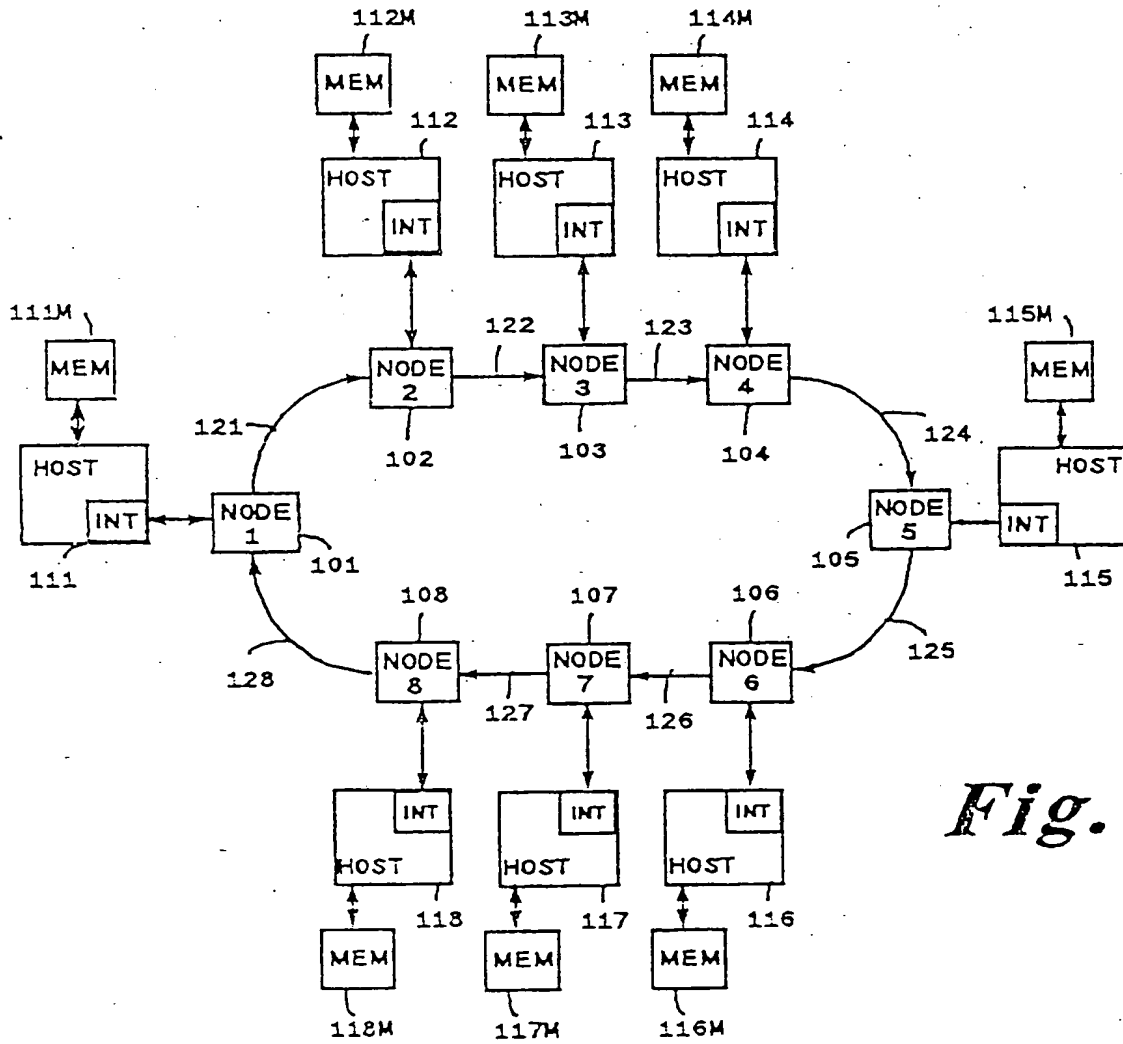 112M 113M 114M
MEM MEM MEM
112 113 114
HOST HOST HOST
INT INT INT
111M 115M
MEM MEM
122 123
NODE 2 NODE 3 NODE 4
121 124
102 103 104
HOST HOST
INT NODE 1 NODE 5 INT
111 101 105 115
108 107 106
NODE 8 NODE 7 NODE 6
128 127 126 125
INT INT INT
HOST HOST HOST
118 117 116
MEM MEM MEM
118M 117M 116M
Fig.